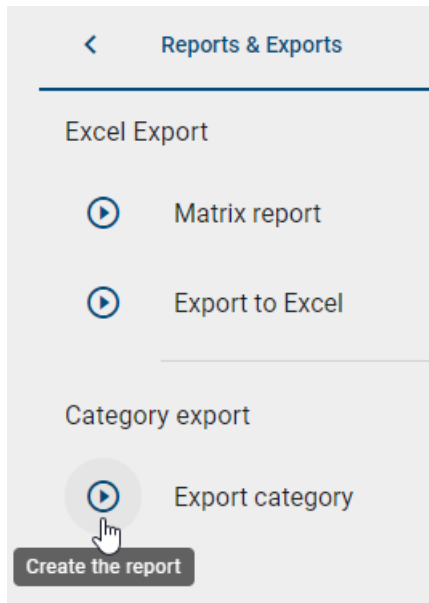 Reports & Exports
Excel Export
Matrix report
Export to Excel
Category export
Export category
Create the report